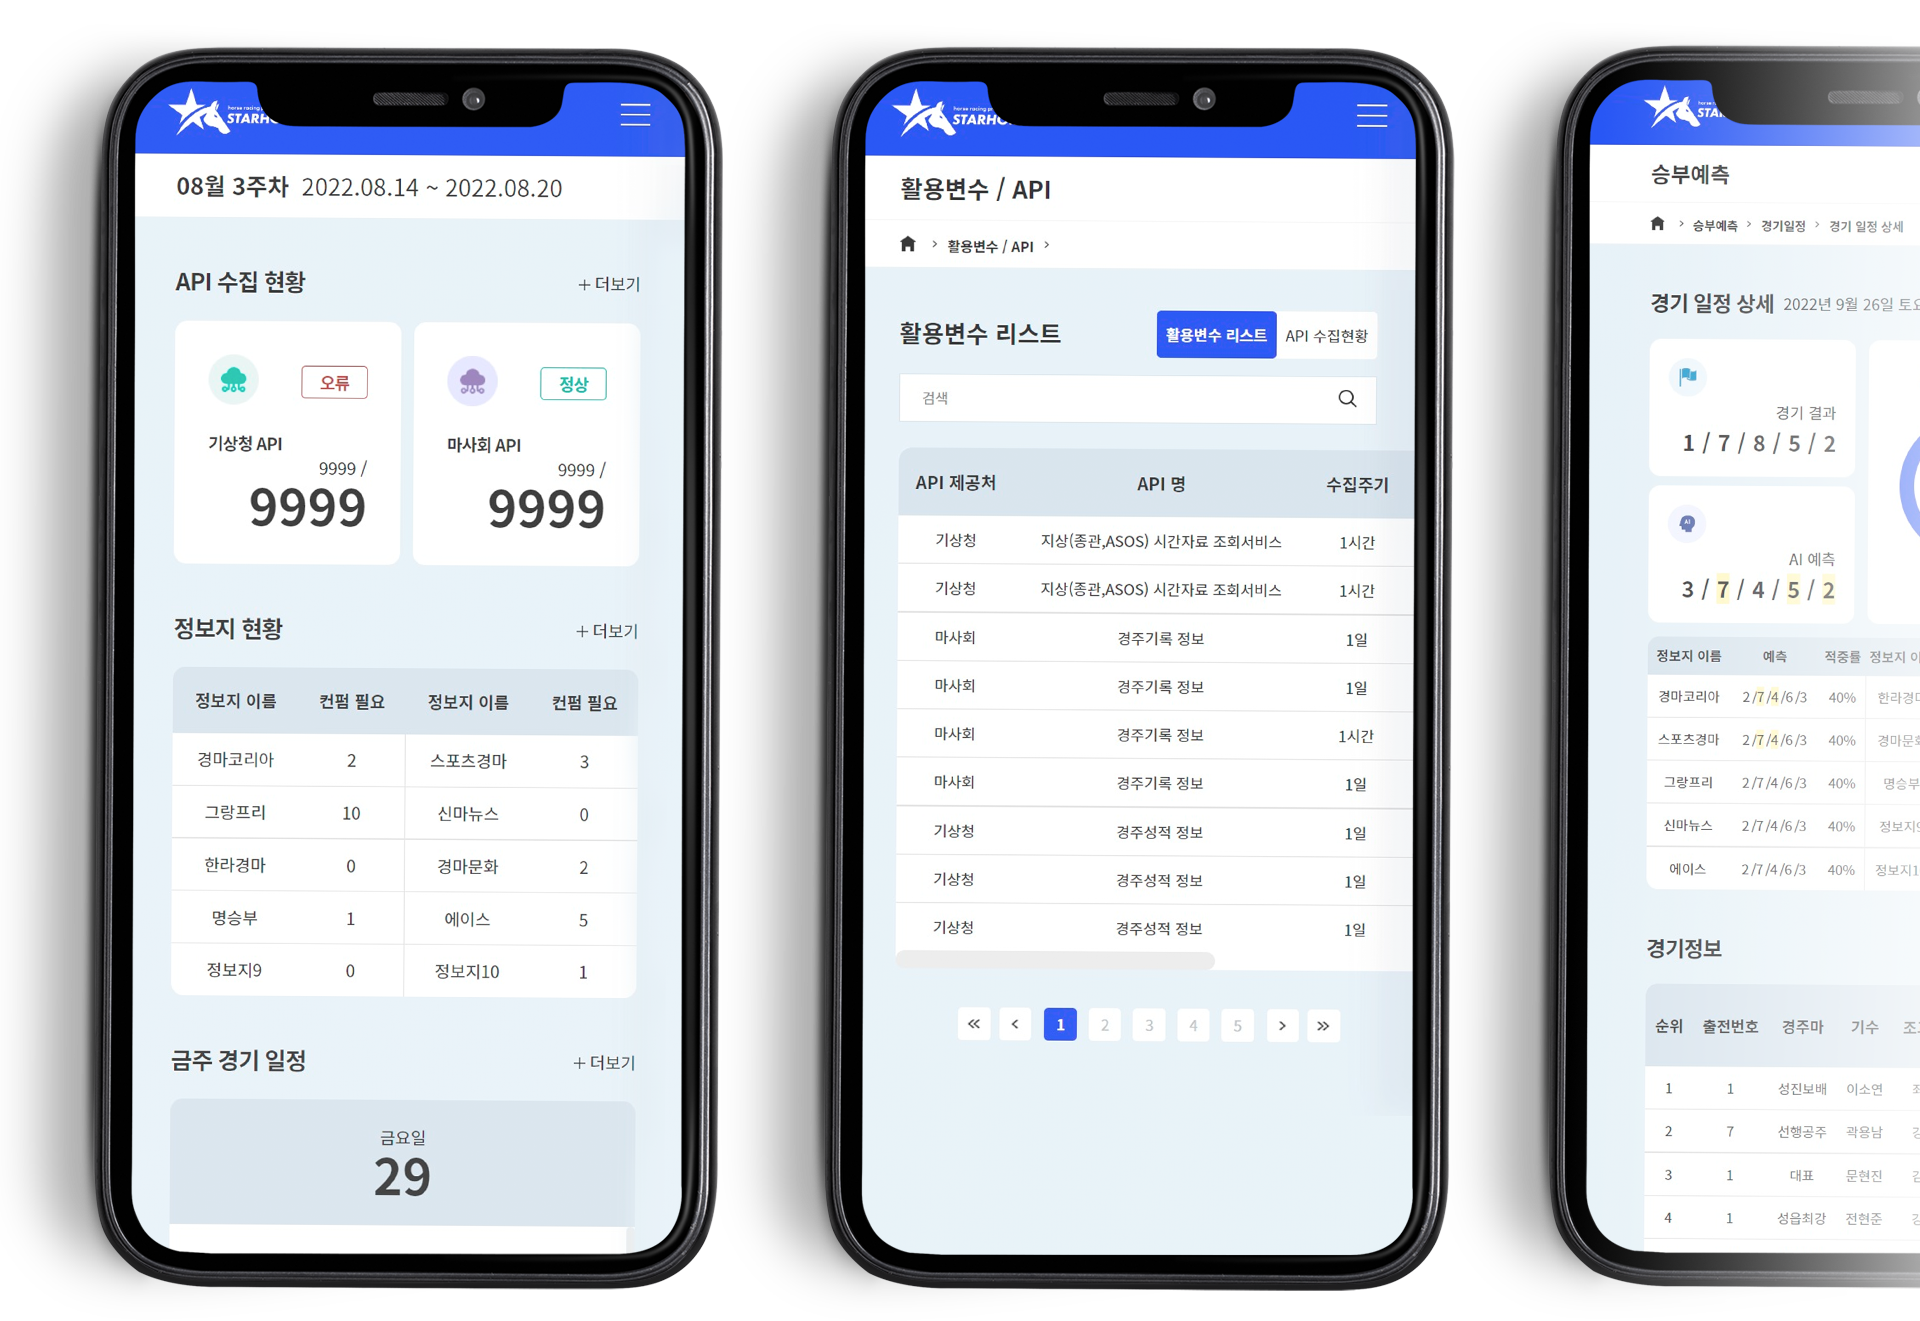 horse racing p
STARHO
08월 3주차 2022.08.14 ~ 2022.08.20
API 수집 현황
+ 더보기
오류
기상청 API
9999 /
9999
정상
마사회 API
9999 /
9999
정보지 현황
+ 더보기
정보지 이름 컨펌 필요 정보지 이름 컨펌 필요
경마코리아 2 스포츠경마 3
그랑프리 10 신마뉴스 0
한라경마 0 경마문화 2
명승부 1 에이스 5
정보지9 0 정보지10 1
금주 경기 일정
+ 더보기
금요일
29
horse racing p
STARHO
활용변수 / API
> 활용변수 / API >
활용변수 리스트
활용변수 리스트 API 수집현황
검색
API 제공처 API 명 수집주기
기상청 지상(종관,ASOS) 시간자료 조회서비스 1시간
기상청 지상(종관,ASOS) 시간자료 조회서비스 1시간
마사회 경주기록 정보 1일
마사회 경주기록 정보 1일
마사회 경주기록 정보 1시간
마사회 경주기록 정보 1일
기상청 경주성적 정보 1일
기상청 경주성적 정보 1일
기상청 경주성적 정보 1일
« < 1 2 3 4 5 > »
horse r
STA
승부예측
> 승부예측 > 경기일정 > 경기 일정 상세
경기 일정 상세 2022년 9월 26일 토요
경기 결과
1 / 7 / 8 / 5 / 2
AI
AI 예측
3 / 7 / 4 / 5 / 2
정보지 이름 예측 적중률 정보지 이
경마코리아 2/7/4/6/3 40% 한라경마
스포츠경마 2/7/4/6/3 40% 경마문화
그랑프리 2/7/4/6/3 40% 명승부
신마뉴스 2/7/4/6/3 40% 정보지9
에이스 2/7/4/6/3 40% 정보지1
경기정보
순위 출전번호 경주마 기수
1 1 성진보배 이소연
2 7 선행공주 곽용남
3 1 대표 문현진
4 1 성읍최강 전현준